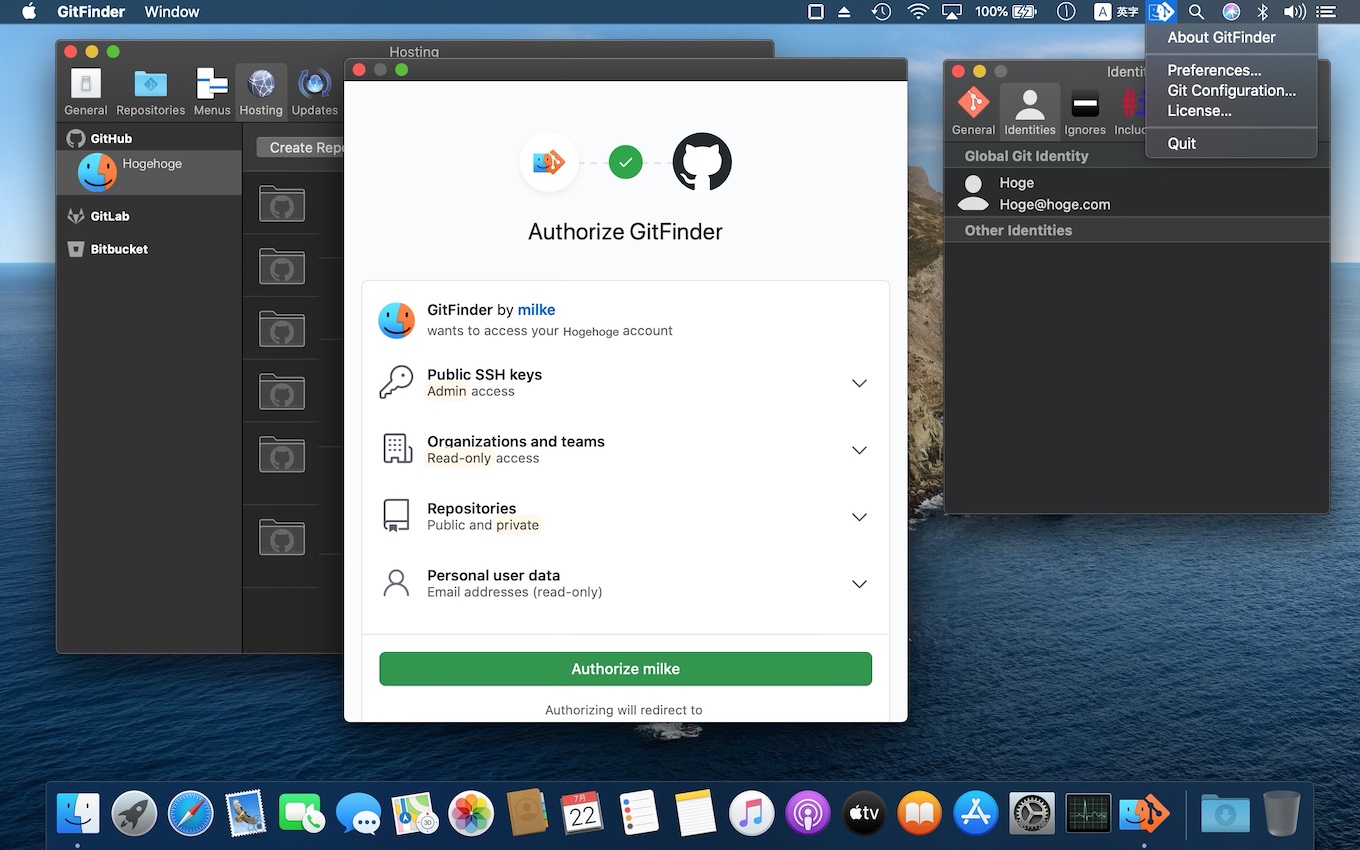 GitFinder Window
100%
A 英字
About GitFinder
Preferences...
Git Configuration...
License...
Quit
Hosting
General Repositories Menus Hosting Updates
GitHub
Hogehoge
GitLab
Bitbucket
Create Repo
Authorize GitFinder
GitFinder by milke
wants to access your Hogehoge account
Public SSH keys
Admin access
Organizations and teams
Read-only access
Repositories
Public and private
Personal user data
Email addresses (read-only)
Authorize milke
Authorizing will redirect to
General Identities Ignores
Global Git Identity
Hoge
Hoge@hoge.com
Other Identities
7月
22
3D
tv